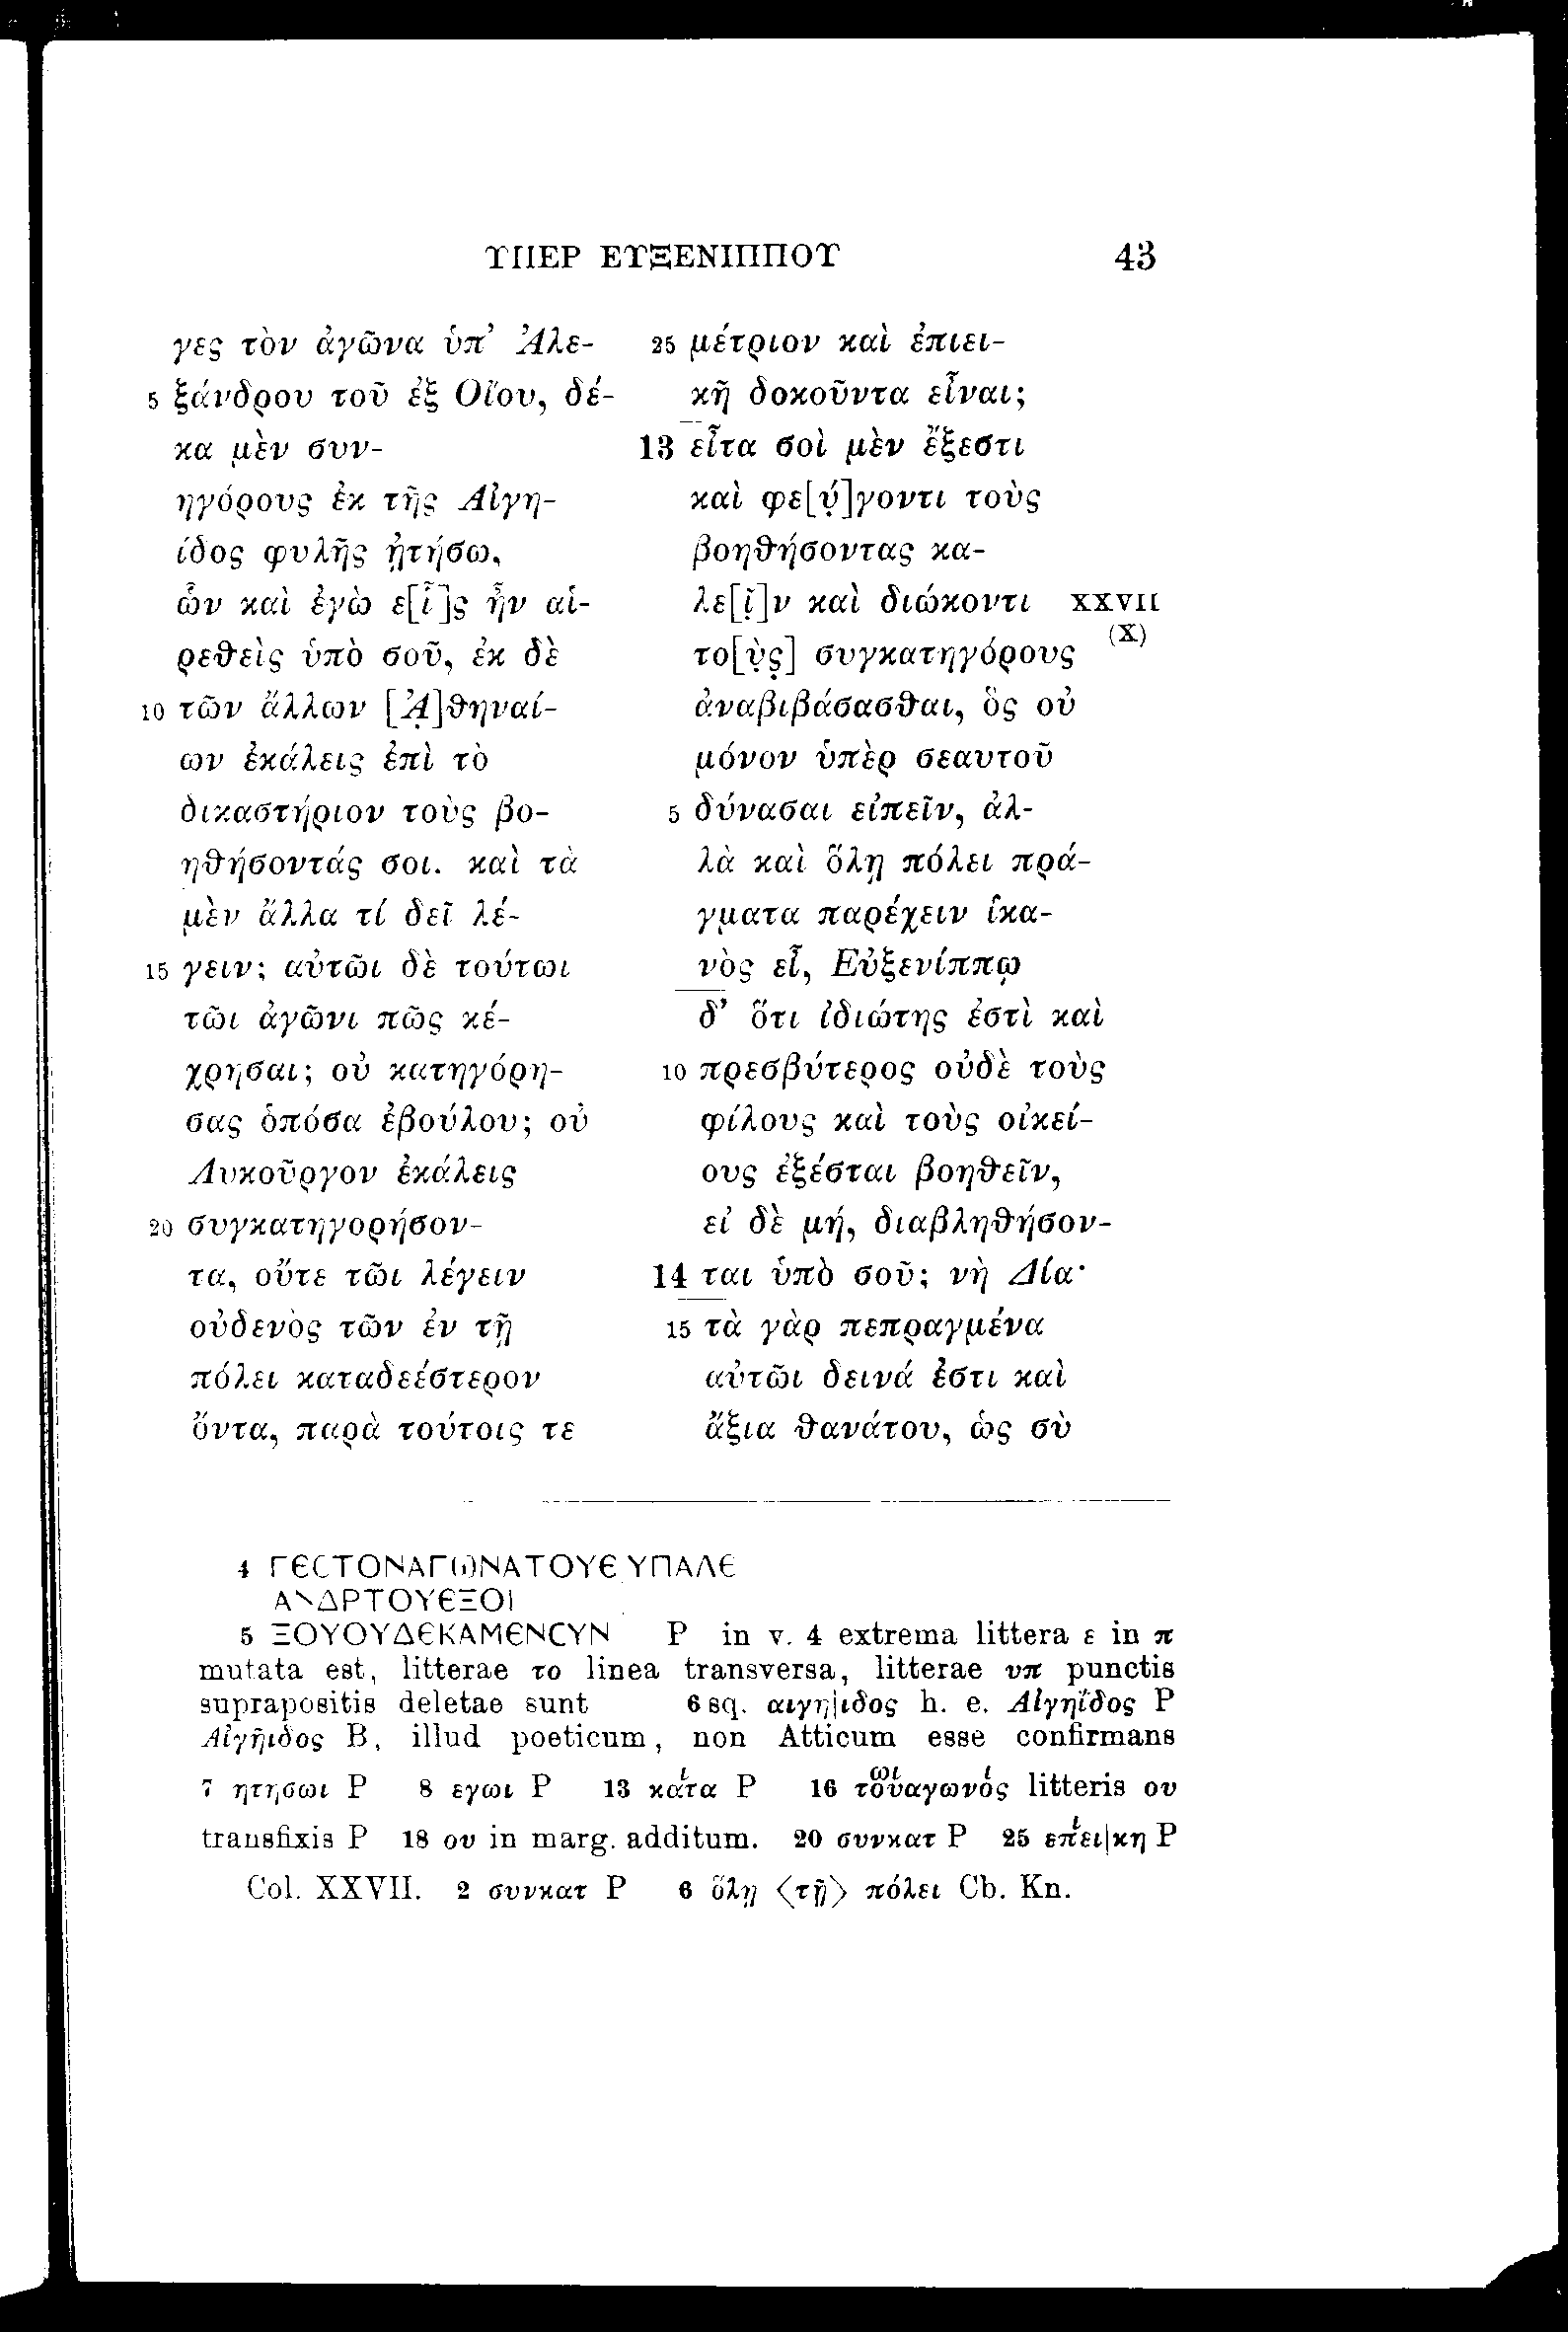 ΥΠΕΡ ΕΥΞΕΝΙΠΠΟΥ 43
γες τὸν ἀγῶνα ὑπ’ Ἀλε-
5 ξάνδρου τοῦ ἐξ Οἴου, δέ-
κα μὲν συν-
ηγόρους ἐκ τῆς Αἰγη-
ίδος φυλῆς ᾐτήσω,
ὧν καὶ ἐγὼ ε[ἷ]ς ἦν αἱ-
ρεθεὶς ὑπὸ σοῦ, ἐκ δὲ
10 τῶν ἄλλων [Ἀ̣]θηναί-
ων ἐκάλεις ἐπὶ τὸ
δικαστήριον τοὺς βο-
ηθήσοντάς σοι. καὶ τὰ
μὲν ἄλλα τί δεῖ λέ-
15 γειν; αὐτῶι δὲ τούτωι
τῶι ἀγῶνι πῶς κέ-
χρησαι; οὐ κατηγόρη-
σας ὁπόσα ἐβούλου; οὐ
Λυκοῦργον ἐκάλεις
20 συγκατηγορήσον-
τα, οὔτε τῶι λέγειν
οὐδενὸς τῶν ἐν τῇ
πόλει καταδεέστερον
ὄντα, παρὰ τούτοις τε
25 μέτριον καὶ ἐπιει-
κῆ δοκοῦντα εἶναι;
13 εἶτα σοὶ μὲν ἔξεστι
καὶ φε[ύ̣]γοντι τοὺς
βοηθήσοντας κα-
λε[ῖ̣]ν καὶ διώκοντι XXVII
το[ὺ̣ς̣] συγκατηγόρους (X)
ἀναβιβάσασθαι, ὃς οὐ
μόνον ὑπὲρ σεαυτοῦ
5 δύνασαι εἰπεῖν, ἀλ-
λὰ καὶ ὅλῃ πόλει πρά-
γματα παρέχειν ἱκα-
νὸς εἶ, Εὐξενίππῳ
δ’ ὅτι ἰδιώτης ἐστὶ καὶ
10 πρεσβύτερος οὐδὲ τοὺς
φίλους καὶ τοὺς οἰκεί-
ους ἐξέσται βοηθεῖν,
εἰ δὲ μή, διαβληθήσον-
14 ται ὑπὸ σοῦ; νὴ Δία·
15 τὰ γὰρ πεπραγμένα
αὐτῶι δεινά ἐστι καὶ
ἄξια θανάτου, ὡς σὺ
4 ΓΕϹΤΟΝΑΓΩΝΑΤΟΥΕ ΥΠΑΛΕ
ΑΝΔΡΤΟΥΕΞΟΙ
5 ΞΟΥΟΥΔΕΚΑΜΕΝϹΥΝ P in v. 4 extrema littera ε in π
mutata est, litterae το linea transversa, litterae υπ punctis
suprapositis deletae sunt 6 sq. αιγη|ιδος h. e. Αἰγηΐδος P
Αἰγῆιδος B, illud poeticum, non Atticum esse confirmans
7 ητησωι P 8 εγωι P 13 κατα P 16 τουαγωνος litteris ου
transfixis P 18 ου in marg. additum. 20 συνκατ P 25 επει|κη P
Col. XXVII. 2 συνκατ P 6 ὅλῃ ⟨τῇ⟩ πόλει Cb. Kn.